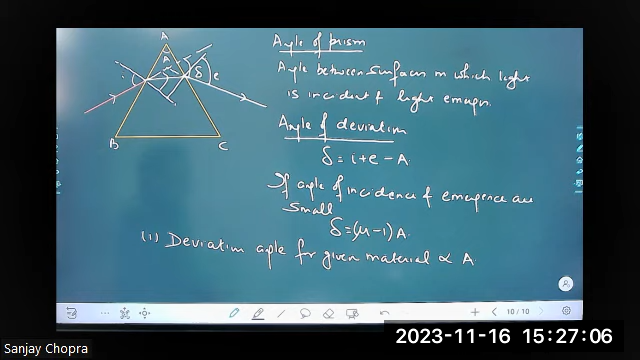 A
Angle of prism
A
i
δ
e
Angle between surfaces on which light
is incident & light emerges.
Angle of deviation
B
C
δ = i + e - A.
If angle of incidence & emergence are
small
δ = (μ - 1) A.
(1) Deviation angle for given material ∝ A
10 / 10
2023-11-16 15:27:06
Sanjay Chopra